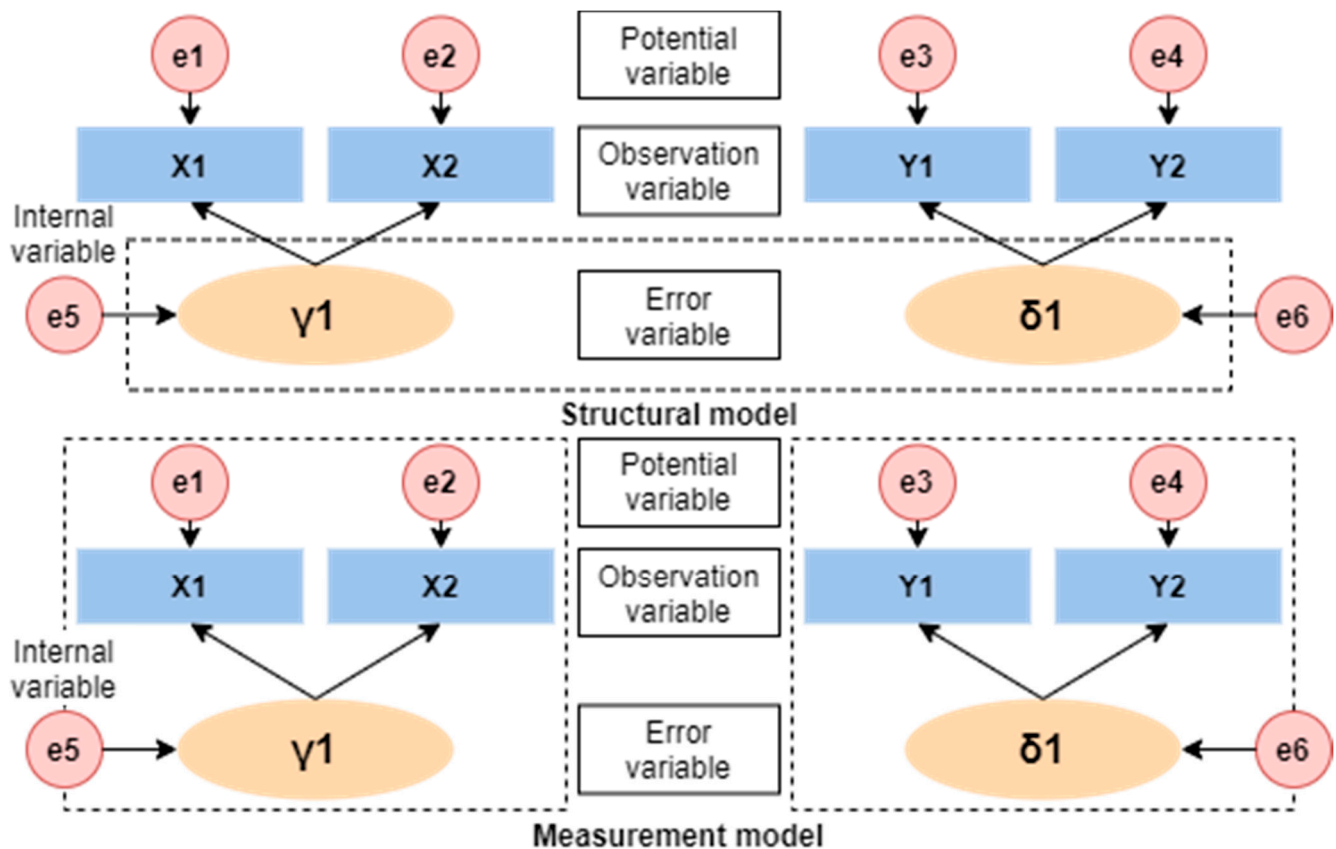 e1
e2
Potential
variable
e3
e4
X1
X2
Observation
variable
Y1
Y2
Internal
variable
e5
γ1
Error
variable
δ1
e6
Structural model
e1
e2
Potential
variable
e3
e4
X1
X2
Observation
variable
Y1
Y2
Internal
variable
e5
γ1
Error
variable
δ1
e6
Measurement model